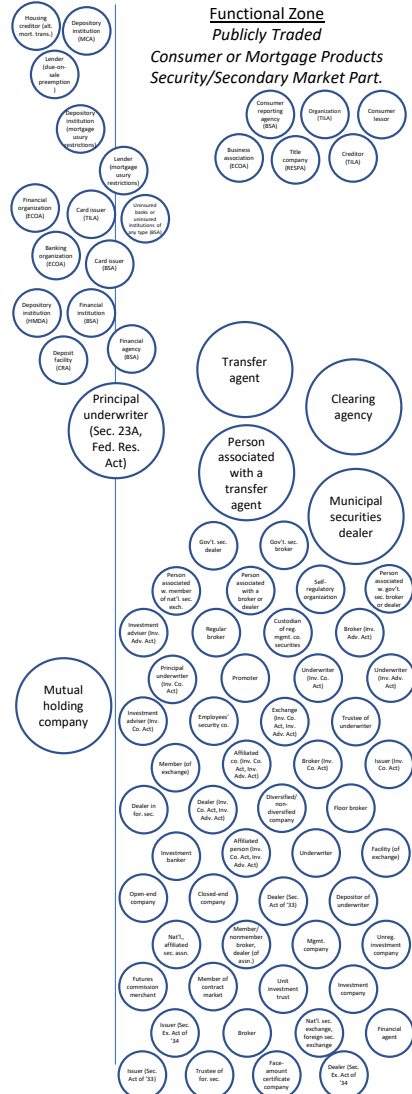 Functional Zone
Publicly Traded
Consumer or Mortgage Products
Security/Secondary Market Part.
Housing
creditor (alt.
mort. trans.)
Depository
institution
(MCA)
Lender
(due-on-
sale
preemption
)
Depository
institution
(mortgage
usury
restrictions)
Lender
(mortgage
usury
restrictions)
Consumer
reporting
agency
(BSA)
Organization
(TILA)
Consumer
lessor
Business
association
(ECOA)
Title
company
(RESPA)
Creditor
(TILA)
Financial
organization
(ECOA)
Card issuer
(TILA)
Uninsured
banks or
uninsured
institutions of
any type (BSA)
Banking
organization
(ECOA)
Card issuer
(BSA)
Depository
institution
(HMDA)
Financial
institution
(BSA)
Deposit
facility
(CRA)
Financial
agency
(BSA)
Transfer
agent
Clearing
agency
Principal
underwriter
(Sec. 23A,
Fed. Res.
Act)
Person
associated
with a
transfer
agent
Municipal
securities
dealer
Gov't. sec.
dealer
Gov't. sec.
broker
Person
associated
w. member
of nat'l. sec.
exch.
Person
associated
with a
broker or
dealer
Self-
regulatory
organization
Person
associated
w. gov't.
sec. broker
or dealer
Investment
adviser (Inv.
Adv. Act)
Regular
broker
Custodian
of reg.
mgmt. co.
securities
Broker (Inv.
Adv. Act)
Mutual
holding
company
Principal
underwriter
(Inv. Co.
Act)
Promoter
Underwriter
(Inv. Co.
Act)
Underwriter
(Inv. Adv.
Act)
Investment
adviser (Inv.
Co. Act)
Employees'
security co.
Exchange
(Inv. Co.
Act, Inv.
Adv. Act)
Trustee of
underwriter
Member (of
exchange)
Affiliated
co. (Inv. Co.
Act, Inv.
Adv. Act)
Broker (Inv.
Co. Act)
Issuer (Inv.
Co. Act)
Dealer in
for. sec.
Dealer (Inv.
Co. Act, Inv.
Adv. Act)
Diversified/
non-
diversified
company
Floor broker
Investment
banker
Affiliated
person (Inv.
Co. Act, Inv.
Adv. Act)
Underwriter
Facility (of
exchange)
Open-end
company
Closed-end
company
Dealer (Sec.
Act of '33)
Depositor of
underwriter
Nat'l.,
affiliated
sec. assn.
Member/
nonmember
broker,
dealer (of
assn.)
Mgmt.
company
Unreg.
investment
company
Futures
commission
merchant
Member of
contract
market
Unit
investment
trust
Investment
company
Issuer (Sec.
Ex. Act of
'34
Broker
Nat'l. sec.
exchange,
foreign sec.
exchange
Financial
agent
Issuer (Sec.
Act of '33)
Trustee of
for. sec.
Face-
amount
certificate
company
Dealer (Sec.
Ex. Act of
'34